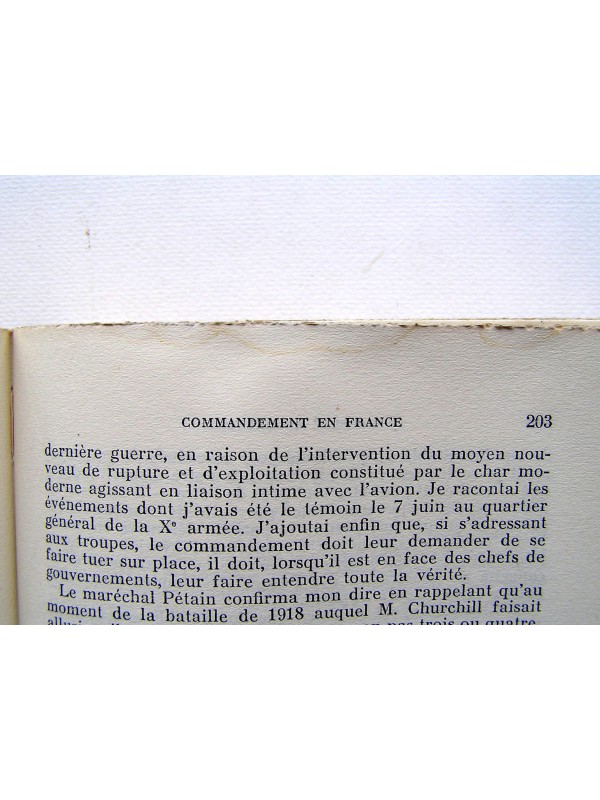 COMMANDEMENT EN FRANCE 203
dernière guerre, en raison de l'intervention du moyen nou-
veau de rupture et d'exploitation constitué par le char mo-
derne agissant en liaison intime avec l'avion. Je racontai les
événements dont j'avais été le témoin le 7 juin au quartier
général de la Xᵉ armée. J'ajoutai enfin que, si s'adressant
aux troupes, le commandement doit leur demander de se
faire tuer sur place, il doit, lorsqu'il est en face des chefs de
gouvernements, leur faire entendre toute la vérité.
Le maréchal Pétain confirma mon dire en rappelant qu'au
moment de la bataille de 1918 auquel M. Churchill faisait
pas trois ou quatre